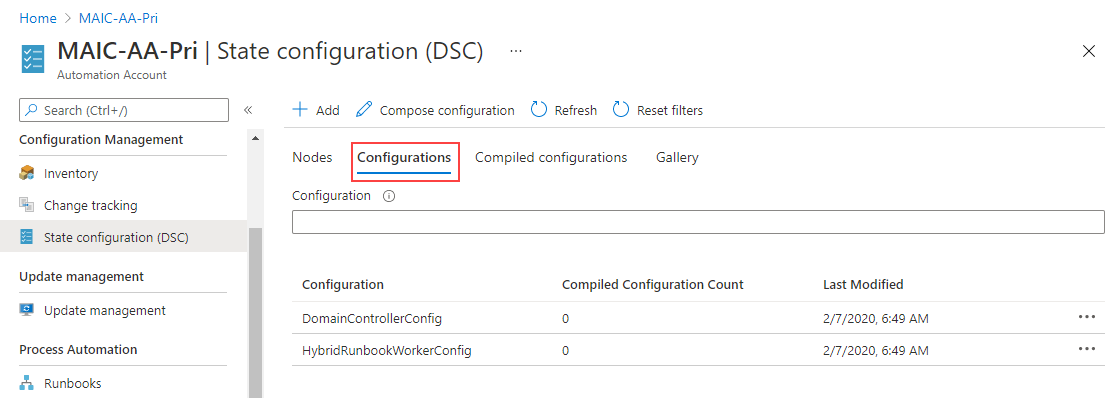 Home > MAIC-AA-Pri
MAIC-AA-Pri | State configuration (DSC) ...
Automation Account
Search (Ctrl+/) «
Add Compose configuration Refresh Reset filters
Configuration Management
Inventory
Change tracking
State configuration (DSC)
Update management
Update management
Process Automation
Runbooks
Nodes Configurations Compiled configurations Gallery
Configuration
Configuration Compiled Configuration Count Last Modified
DomainControllerConfig 0 2/7/2020, 6:49 AM ...
HybridRunbookWorkerConfig 0 2/7/2020, 6:49 AM ...